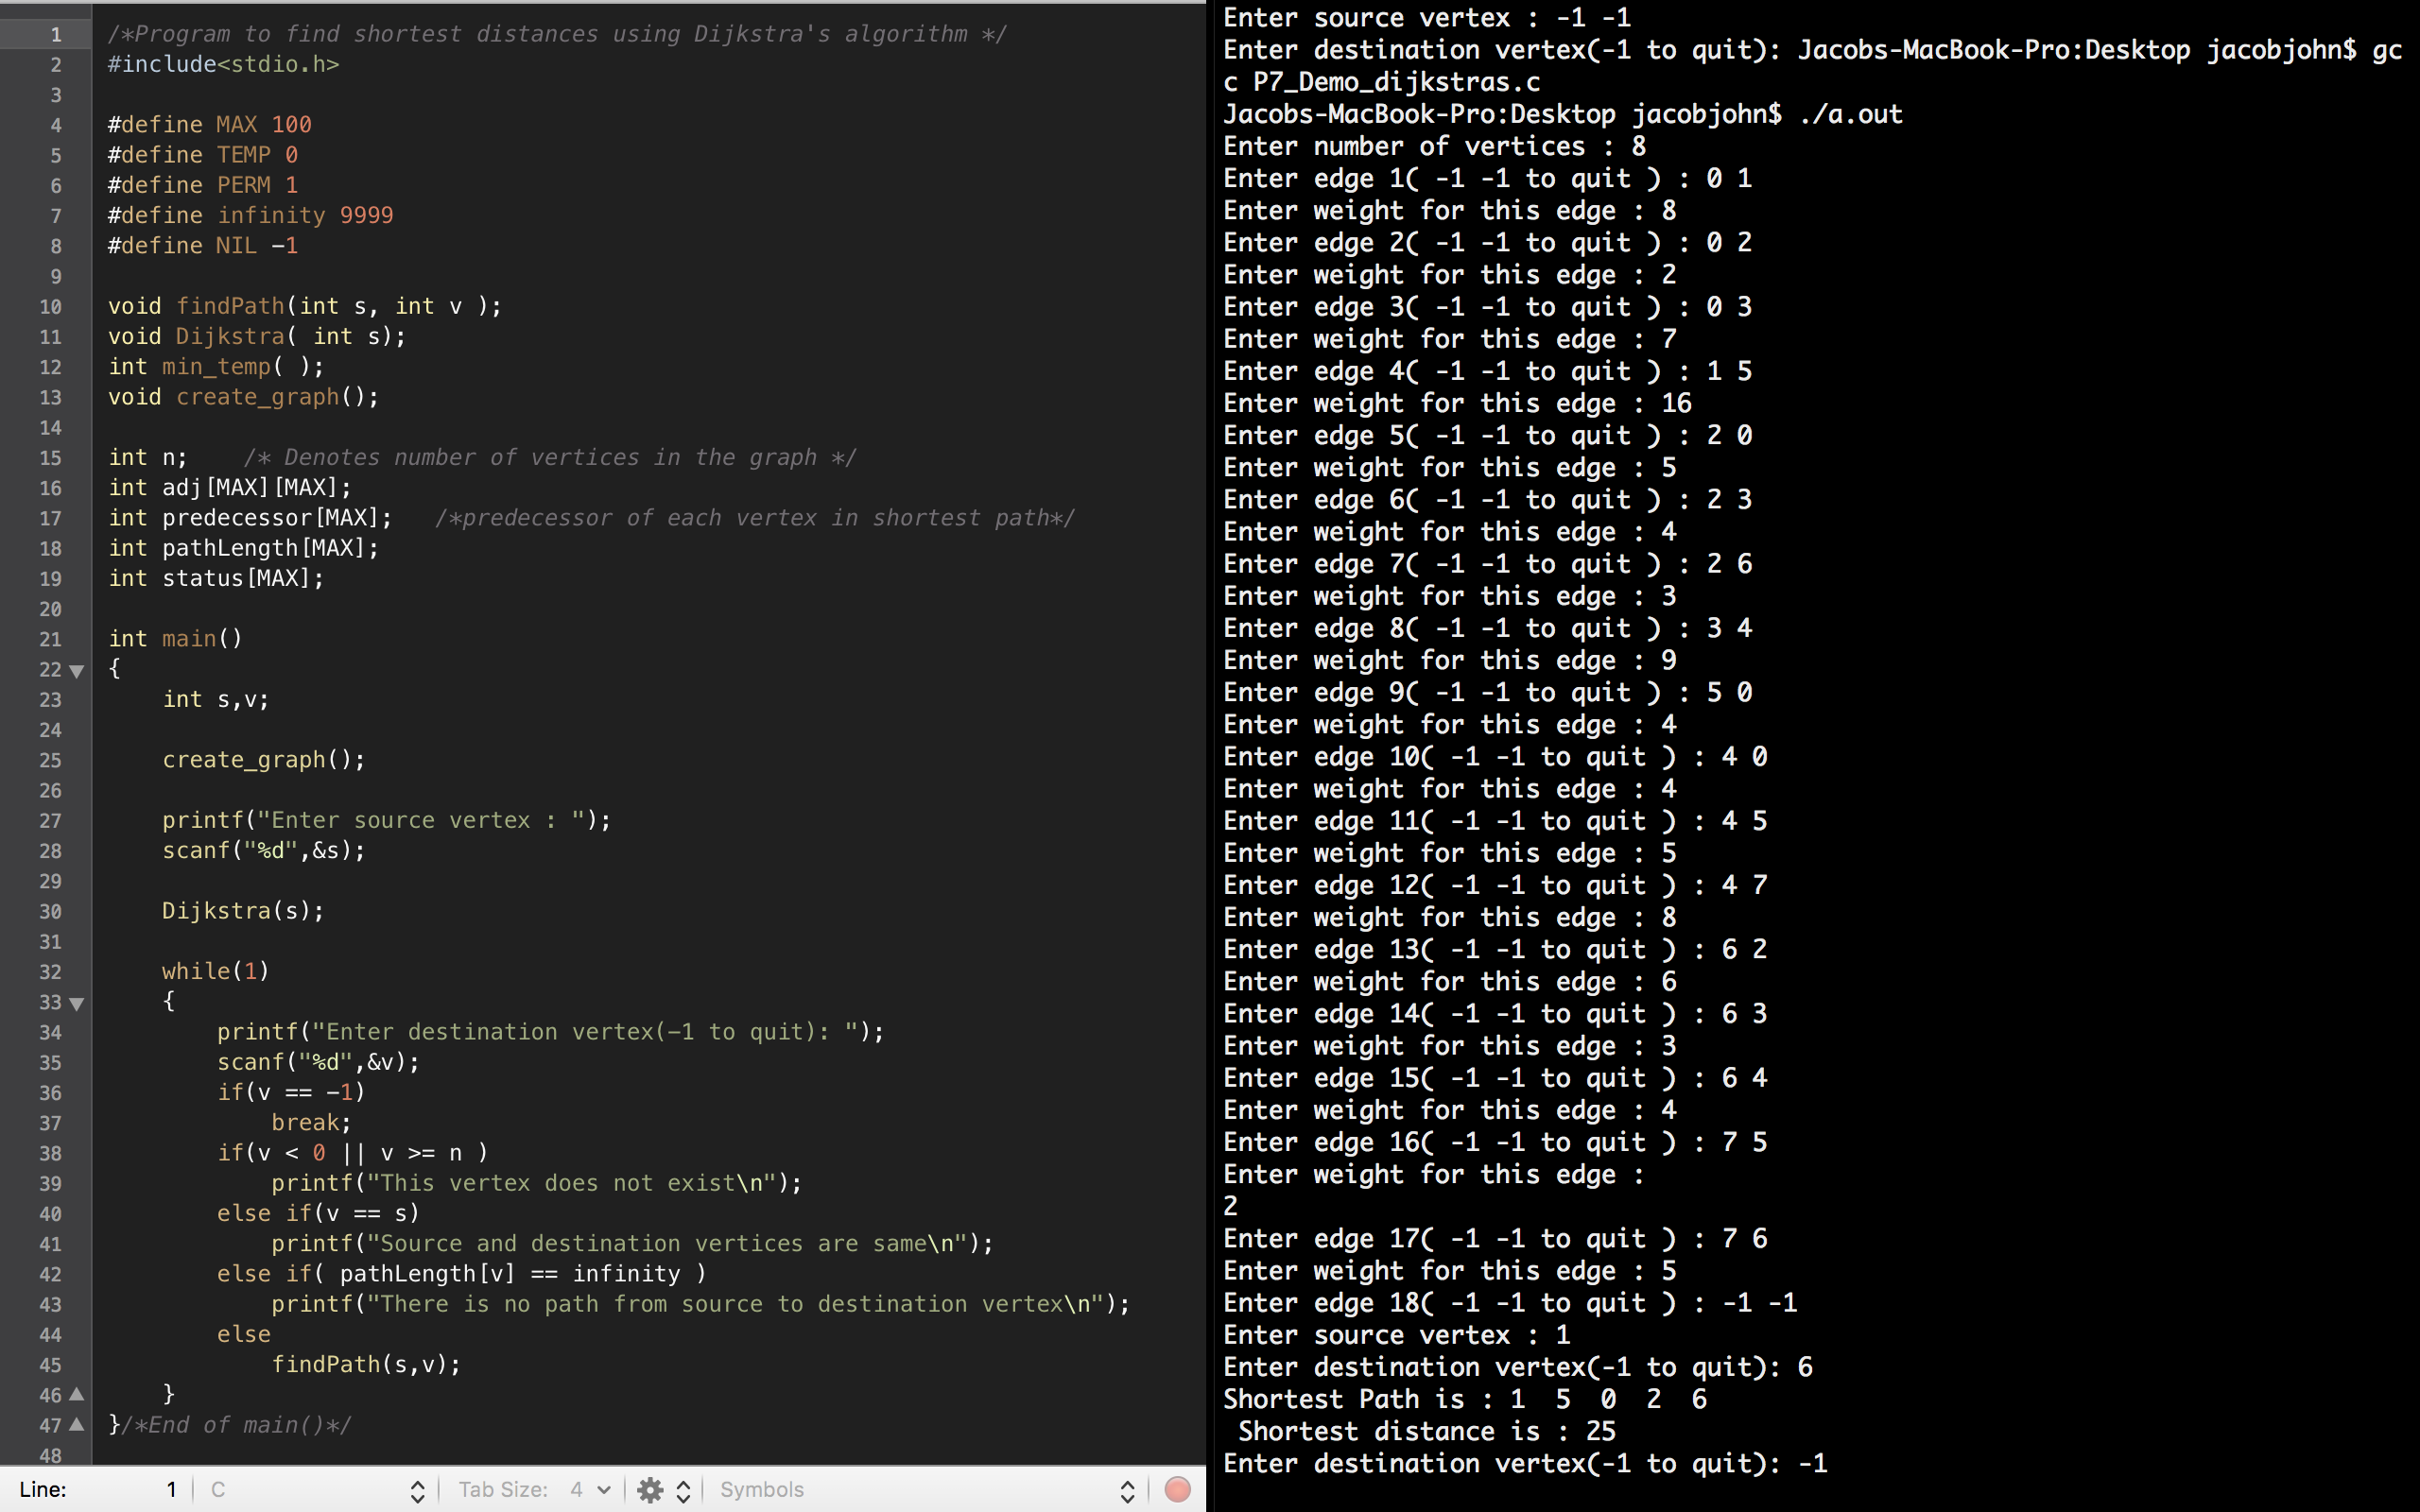 1 /*Program to find shortest distances using Dijkstra's algorithm */
2 #include<stdio.h>
3
4 #define MAX 100
5 #define TEMP 0
6 #define PERM 1
7 #define infinity 9999
8 #define NIL -1
9
10 void findPath(int s, int v );
11 void Dijkstra( int s);
12 int min_temp( );
13 void create_graph();
14
15 int n;    /* Denotes number of vertices in the graph */
16 int adj[MAX][MAX];
17 int predecessor[MAX];   /*predecessor of each vertex in shortest path*/
18 int pathLength[MAX];
19 int status[MAX];
20
21 int main()
22 {
23     int s,v;
24
25     create_graph();
26
27     printf("Enter source vertex : ");
28     scanf("%d",&s);
29
30     Dijkstra(s);
31
32     while(1)
33     {
34         printf("Enter destination vertex(-1 to quit): ");
35         scanf("%d",&v);
36         if(v == -1)
37             break;
38         if(v < 0 || v >= n )
39             printf("This vertex does not exist\n");
40         else if(v == s)
41             printf("Source and destination vertices are same\n");
42         else if( pathLength[v] == infinity )
43             printf("There is no path from source to destination vertex\n");
44         else
45             findPath(s,v);
46     }
47 }/*End of main()*/
48
Line: 1 C Tab Size: 4 Symbols
Enter source vertex : -1 -1
Enter destination vertex(-1 to quit): Jacobs-MacBook-Pro:Desktop jacobjohn$ gc
c P7_Demo_dijkstras.c
Jacobs-MacBook-Pro:Desktop jacobjohn$ ./a.out
Enter number of vertices : 8
Enter edge 1( -1 -1 to quit ) : 0 1
Enter weight for this edge : 8
Enter edge 2( -1 -1 to quit ) : 0 2
Enter weight for this edge : 2
Enter edge 3( -1 -1 to quit ) : 0 3
Enter weight for this edge : 7
Enter edge 4( -1 -1 to quit ) : 1 5
Enter weight for this edge : 16
Enter edge 5( -1 -1 to quit ) : 2 0
Enter weight for this edge : 5
Enter edge 6( -1 -1 to quit ) : 2 3
Enter weight for this edge : 4
Enter edge 7( -1 -1 to quit ) : 2 6
Enter weight for this edge : 3
Enter edge 8( -1 -1 to quit ) : 3 4
Enter weight for this edge : 9
Enter edge 9( -1 -1 to quit ) : 5 0
Enter weight for this edge : 4
Enter edge 10( -1 -1 to quit ) : 4 0
Enter weight for this edge : 4
Enter edge 11( -1 -1 to quit ) : 4 5
Enter weight for this edge : 5
Enter edge 12( -1 -1 to quit ) : 4 7
Enter weight for this edge : 8
Enter edge 13( -1 -1 to quit ) : 6 2
Enter weight for this edge : 6
Enter edge 14( -1 -1 to quit ) : 6 3
Enter weight for this edge : 3
Enter edge 15( -1 -1 to quit ) : 6 4
Enter weight for this edge : 4
Enter edge 16( -1 -1 to quit ) : 7 5
Enter weight for this edge :
2
Enter edge 17( -1 -1 to quit ) : 7 6
Enter weight for this edge : 5
Enter edge 18( -1 -1 to quit ) : -1 -1
Enter source vertex : 1
Enter destination vertex(-1 to quit): 6
Shortest Path is : 1  5  0  2  6
 Shortest distance is : 25
Enter destination vertex(-1 to quit): -1